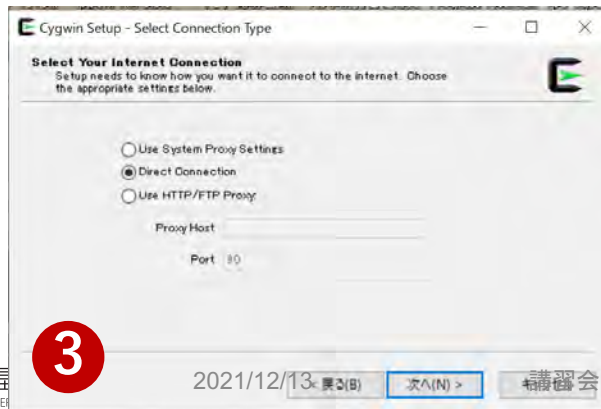 Cygwin Setup - Select Connection Type
Select Your Internet Connection
Setup needs to know how you want it to connect to the internet. Choose
the appropriate settings below.
Use System Proxy Settings
Direct Connection
Use HTTP/FTP Proxy:
Proxy Host
Port 80
3
2021/12/13
< 戻る(B)
次へ(N) >
講習会